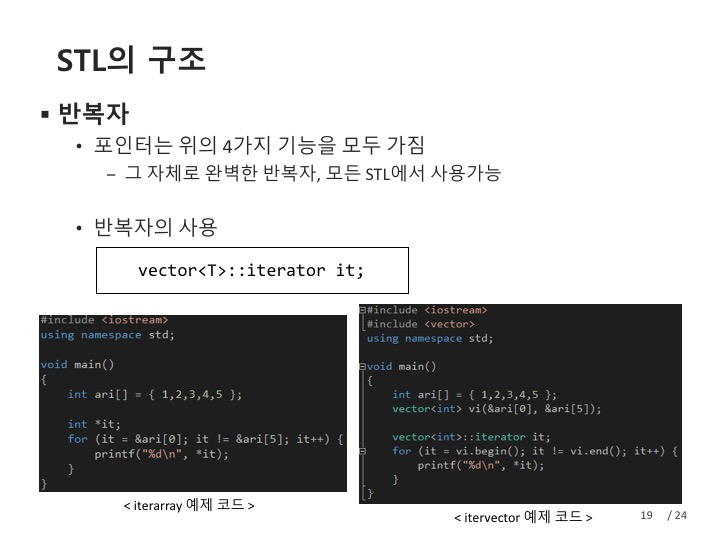 STL의 구조
▪ 반복자
• 포인터는 위의 4가지 기능을 모두 가짐
– 그 자체로 완벽한 반복자, 모든 STL에서 사용가능
• 반복자의 사용
vector<T>::iterator it;
#include <iostream>
using namespace std;
void main()
{
int ari[] = { 1,2,3,4,5 };
int *it;
for (it = &ari[0]; it != &ari[5]; it++) {
printf("%d\n", *it);
}
}
< iterarray 예제 코드 >
#include <iostream>
#include <vector>
using namespace std;
void main()
{
int ari[] = { 1,2,3,4,5 };
vector<int> vi(&ari[0], &ari[5]);
vector<int>::iterator it;
for (it = vi.begin(); it != vi.end(); it++) {
printf("%d\n", *it);
}
}
< itervector 예제 코드 >
19 / 24